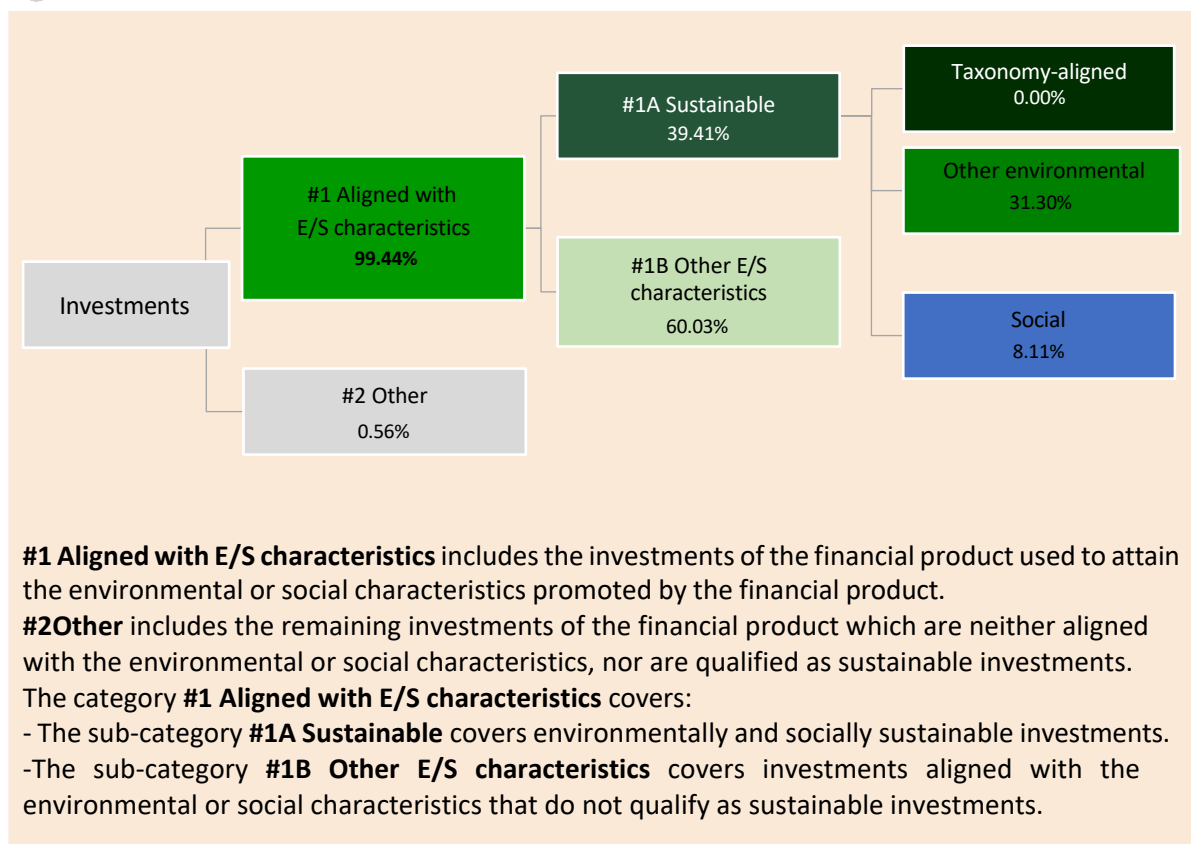 Investments
#1 Aligned with
E/S characteristics
99.44%
#2 Other
0.56%
#1A Sustainable
39.41%
#1B Other E/S
characteristics
60.03%
Taxonomy-aligned
0.00%
Other environmental
31.30%
Social
8.11%
#1 Aligned with E/S characteristics includes the investments of the financial product used to attain
the environmental or social characteristics promoted by the financial product.
#2Other includes the remaining investments of the financial product which are neither aligned
with the environmental or social characteristics, nor are qualified as sustainable investments.
The category #1 Aligned with E/S characteristics covers:
- The sub-category #1A Sustainable covers environmentally and socially sustainable investments.
-The sub-category #1B Other E/S characteristics covers investments aligned with the
environmental or social characteristics that do not qualify as sustainable investments.